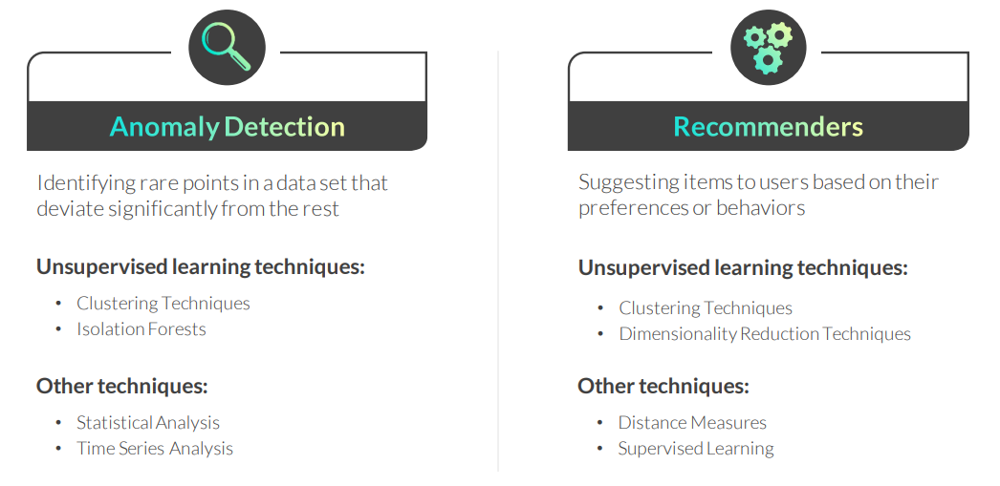 Anomaly Detection
Identifying rare points in a data set that
deviate significantly from the rest
Unsupervised learning techniques:
• Clustering Techniques
• Isolation Forests
Other techniques:
• Statistical Analysis
• Time Series Analysis
Recommenders
Suggesting items to users based on their
preferences or behaviors
Unsupervised learning techniques:
• Clustering Techniques
• Dimensionality Reduction Techniques
Other techniques:
• Distance Measures
• Supervised Learning